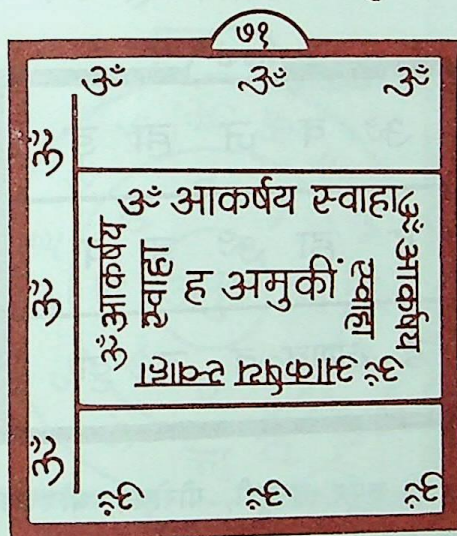 ७१
ॐ ॐ ॐ
ॐ
ॐ
ॐ
ॐ आकर्षय स्वाहा
ॐ आकर्षय
स्वाहा
ह अमुकीं
ॐ आकर्षय
स्वाहा
ॐ आकर्षय स्वाहा
ॐ ॐ ॐ